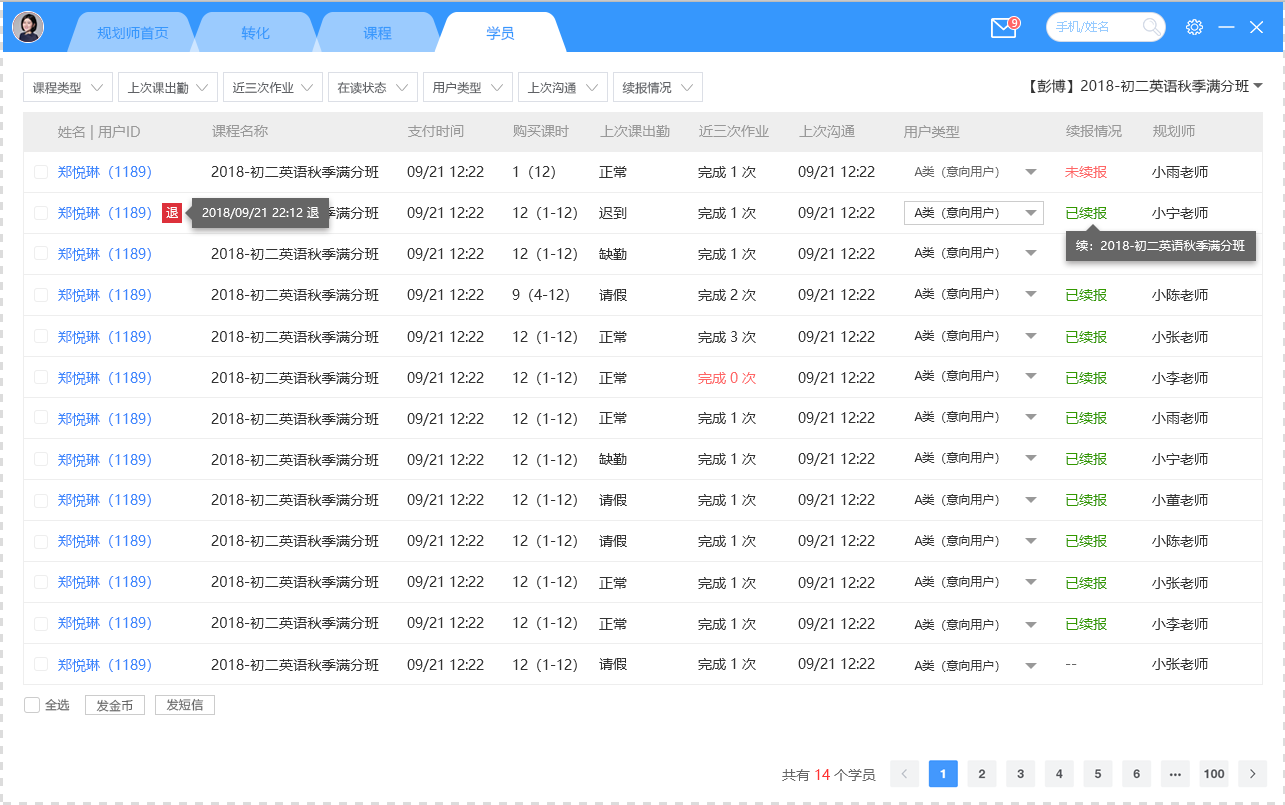 规划师首页 转化 课程 学员 9 手机/姓名
课程类型 上次课出勤 近三次作业 在读状态 用户类型 上次沟通 续报情况 【彭博】2018-初二英语秋季满分班
姓名 | 用户ID 课程名称 支付时间 购买课时 上次课出勤 近三次作业 上次沟通 用户类型 续报情况 规划师
郑悦琳（1189） 2018-初二英语秋季满分班 09/21 12:22 1（12） 正常 完成 1 次 09/21 12:22 A类（意向用户） 未续报 小雨老师
郑悦琳（1189） 退 2018/09/21 22:12 退 季满分班 09/21 12:22 12（1-12） 迟到 完成 1 次 09/21 12:22 A类（意向用户） 已续报 小宁老师
郑悦琳（1189） 2018-初二英语秋季满分班 09/21 12:22 12（1-12） 缺勤 完成 1 次 09/21 12:22 A类（意向用户） 续：2018-初二英语秋季满分班
郑悦琳（1189） 2018-初二英语秋季满分班 09/21 12:22 9（4-12） 请假 完成 2 次 09/21 12:22 A类（意向用户） 已续报 小陈老师
郑悦琳（1189） 2018-初二英语秋季满分班 09/21 12:22 12（1-12） 正常 完成 3 次 09/21 12:22 A类（意向用户） 已续报 小张老师
郑悦琳（1189） 2018-初二英语秋季满分班 09/21 12:22 12（1-12） 正常 完成 0 次 09/21 12:22 A类（意向用户） 已续报 小李老师
郑悦琳（1189） 2018-初二英语秋季满分班 09/21 12:22 12（1-12） 正常 完成 1 次 09/21 12:22 A类（意向用户） 已续报 小雨老师
郑悦琳（1189） 2018-初二英语秋季满分班 09/21 12:22 12（1-12） 缺勤 完成 1 次 09/21 12:22 A类（意向用户） 已续报 小宁老师
郑悦琳（1189） 2018-初二英语秋季满分班 09/21 12:22 12（1-12） 请假 完成 1 次 09/21 12:22 A类（意向用户） 已续报 小董老师
郑悦琳（1189） 2018-初二英语秋季满分班 09/21 12:22 12（1-12） 请假 完成 1 次 09/21 12:22 A类（意向用户） 已续报 小陈老师
郑悦琳（1189） 2018-初二英语秋季满分班 09/21 12:22 12（1-12） 正常 完成 1 次 09/21 12:22 A类（意向用户） 已续报 小张老师
郑悦琳（1189） 2018-初二英语秋季满分班 09/21 12:22 12（1-12） 正常 完成 1 次 09/21 12:22 A类（意向用户） 已续报 小李老师
郑悦琳（1189） 2018-初二英语秋季满分班 09/21 12:22 12（1-12） 请假 完成 1 次 09/21 12:22 A类（意向用户） -- 小张老师
全选 发金币 发短信
共有 14 个学员 < 1 2 3 4 5 6 ••• 100 >